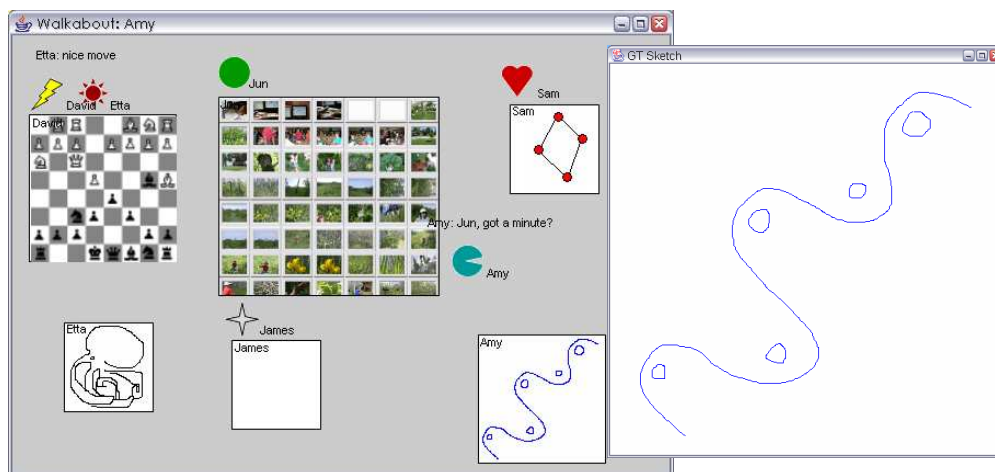 Walkabout: Amy
Etta: nice move
Jun
David
Etta
David
Sam
Sam
Amy: Jun, got a minute?
Amy
Etta
James
James
Amy
GT Sketch